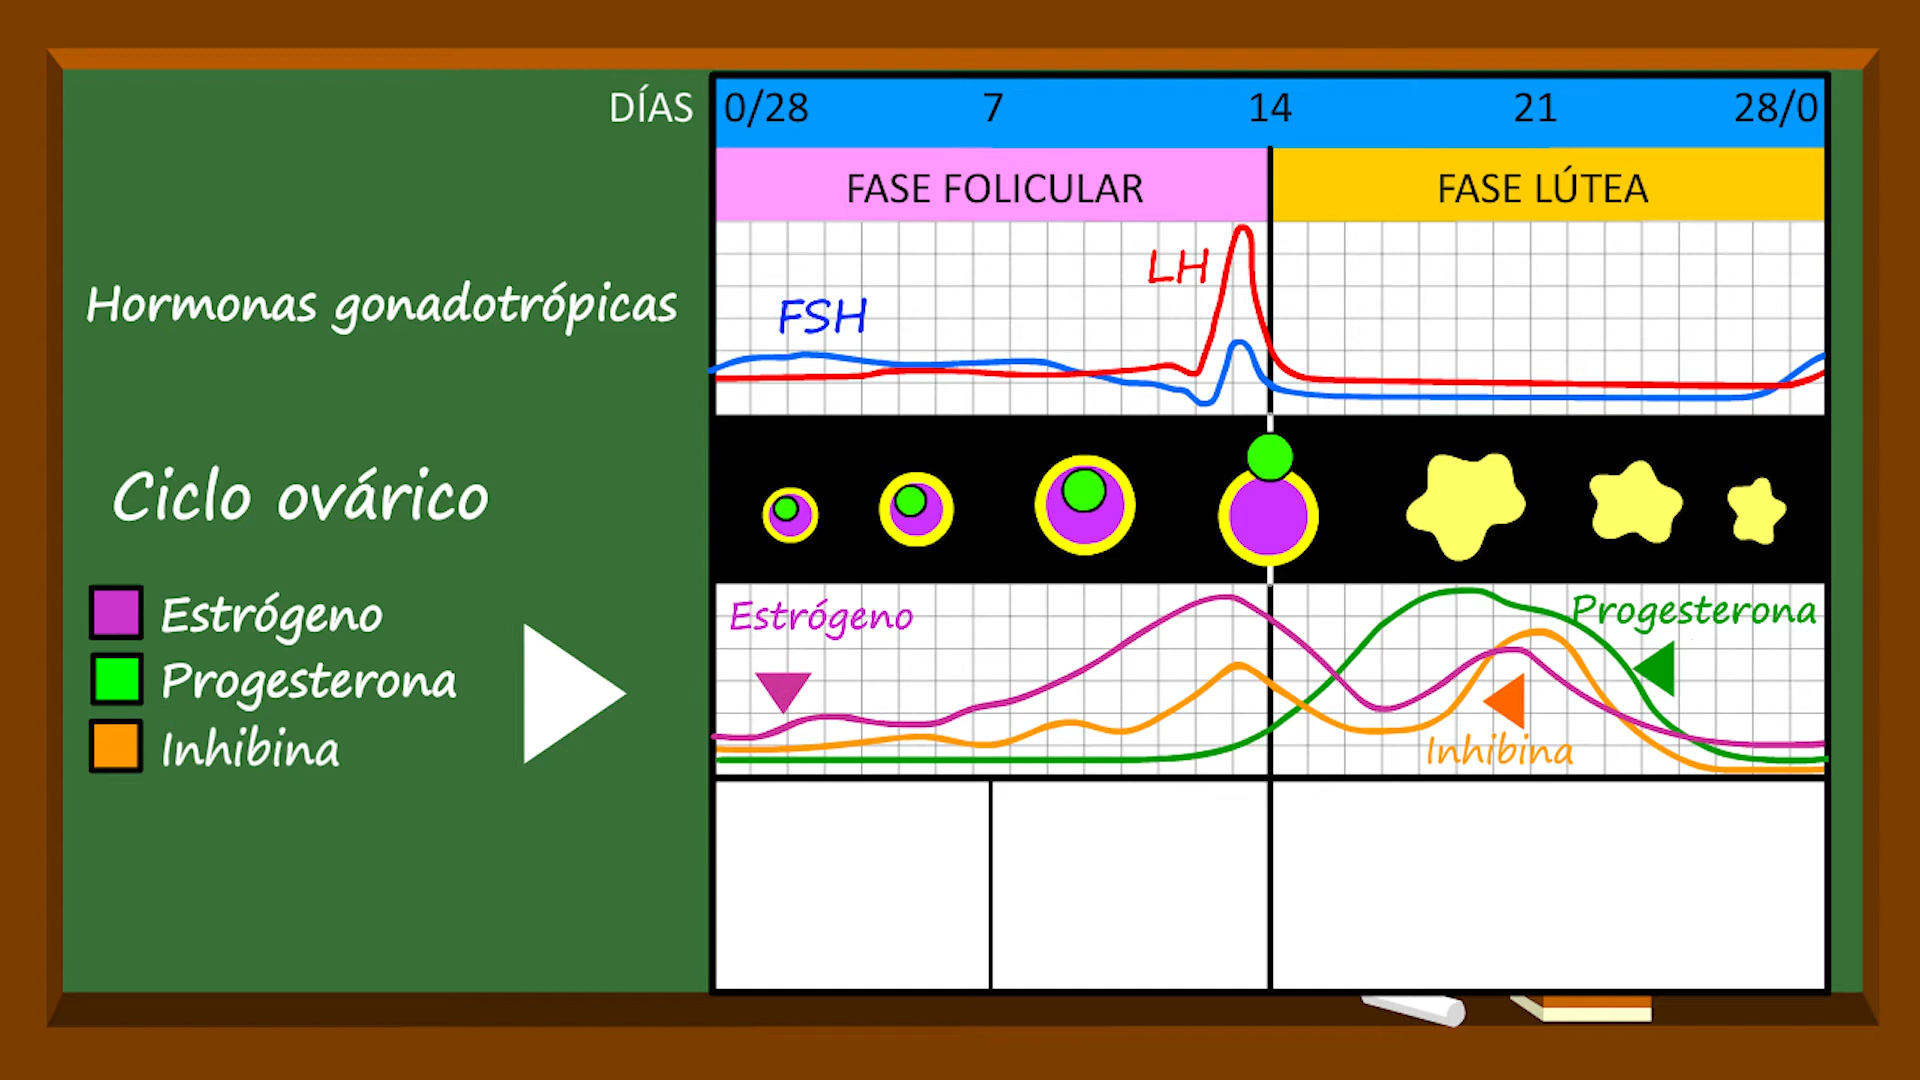 DÍAS 0/28 7 14 21 28/0
FASE FOLICULAR FASE LÚTEA
LH
FSH
Hormonas gonadotrópicas
Ciclo ovárico
Estrógeno
Progesterona
Inhibina
Estrógeno
Progesterona
Inhibina